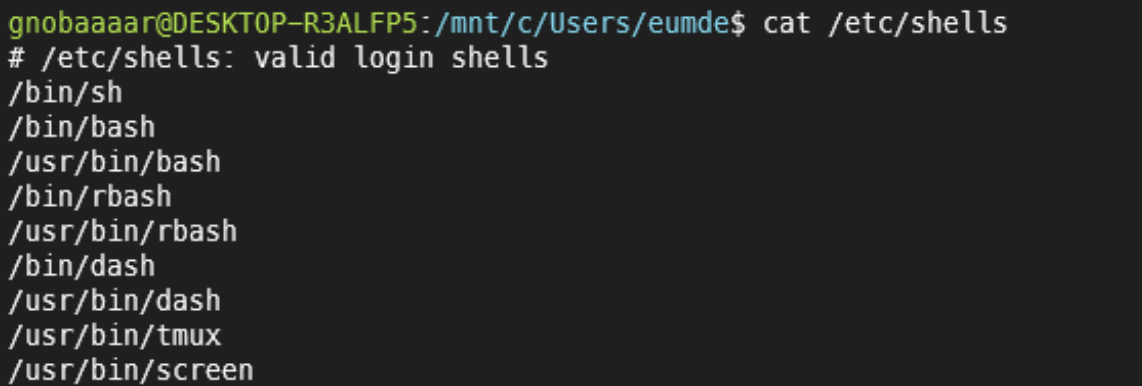 gnobaaaar@DESKTOP-R3ALFP5:/mnt/c/Users/eumde$ cat /etc/shells
# /etc/shells: valid login shells
/bin/sh
/bin/bash
/usr/bin/bash
/bin/rbash
/usr/bin/rbash
/bin/dash
/usr/bin/dash
/usr/bin/tmux
/usr/bin/screen